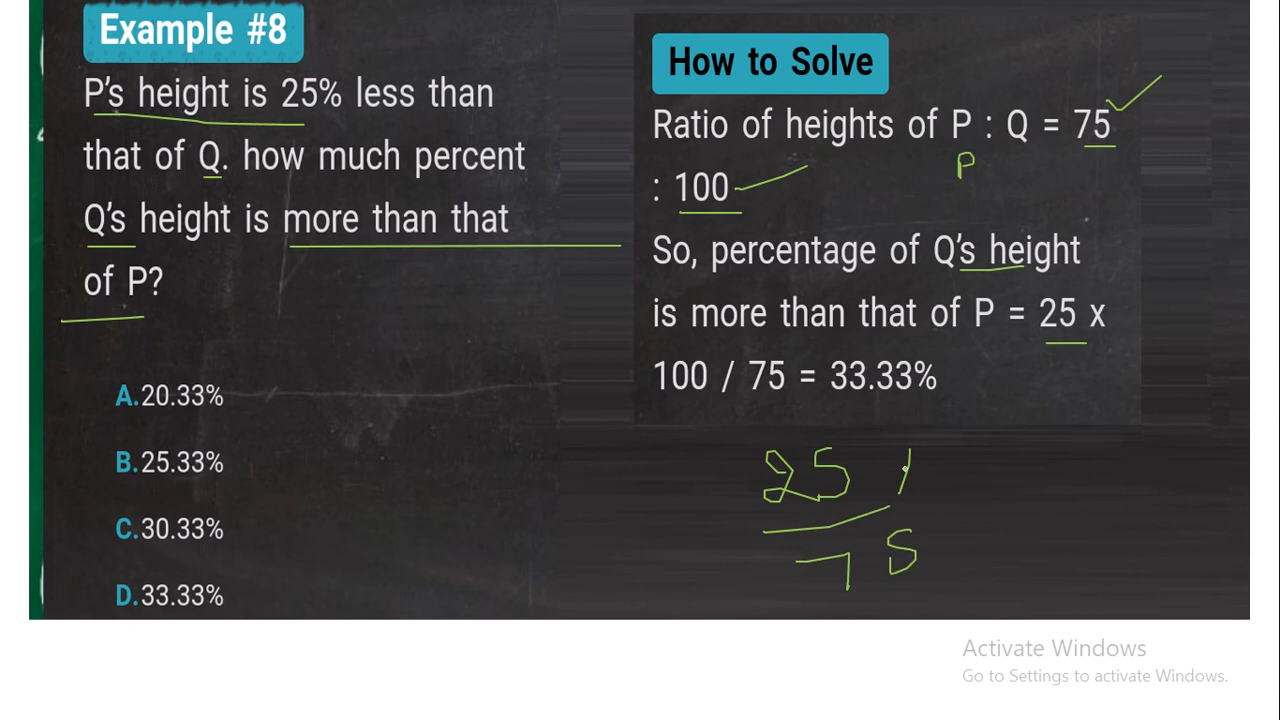 Example #8
P's height is 25% less than
that of Q. how much percent
Q's height is more than that
of P?
A.20.33%
B.25.33%
C.30.33%
D.33.33%
How to Solve
Ratio of heights of P : Q = 75
P
: 100
So, percentage of Q's height
is more than that of P = 25 x
100 / 75 = 33.33%
25
75
Activate Windows
Go to Settings to activate Windows.